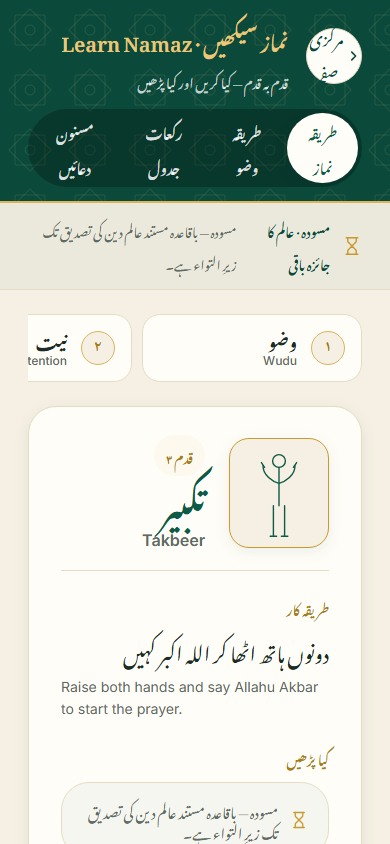 مرکزی
صفحہ
نماز سیکھیں · Learn Namaz
قدم بہ قدم — کیا کریں اور کیا پڑھیں
طریقہ نماز
طریقہ وضو
رکعات جدول
مسنون دعائیں
مسودہ · عالم کا جائزہ باقی
مسودہ — باقاعدہ مستند عالم دین کی تصدیق تک زیر التواء ہے۔
۱
وضو
Wudu
۲
نیت
tention
قدم ۳
تکبیر
Takbeer
طریقہ کار
دونوں ہاتھ اٹھا کر اللہ اکبر کہیں
Raise both hands and say Allahu Akbar
to start the prayer.
کیا پڑھیں
مسودہ — باقاعدہ مستند عالم دین کی تصدیق
تک زیر التواء ہے۔